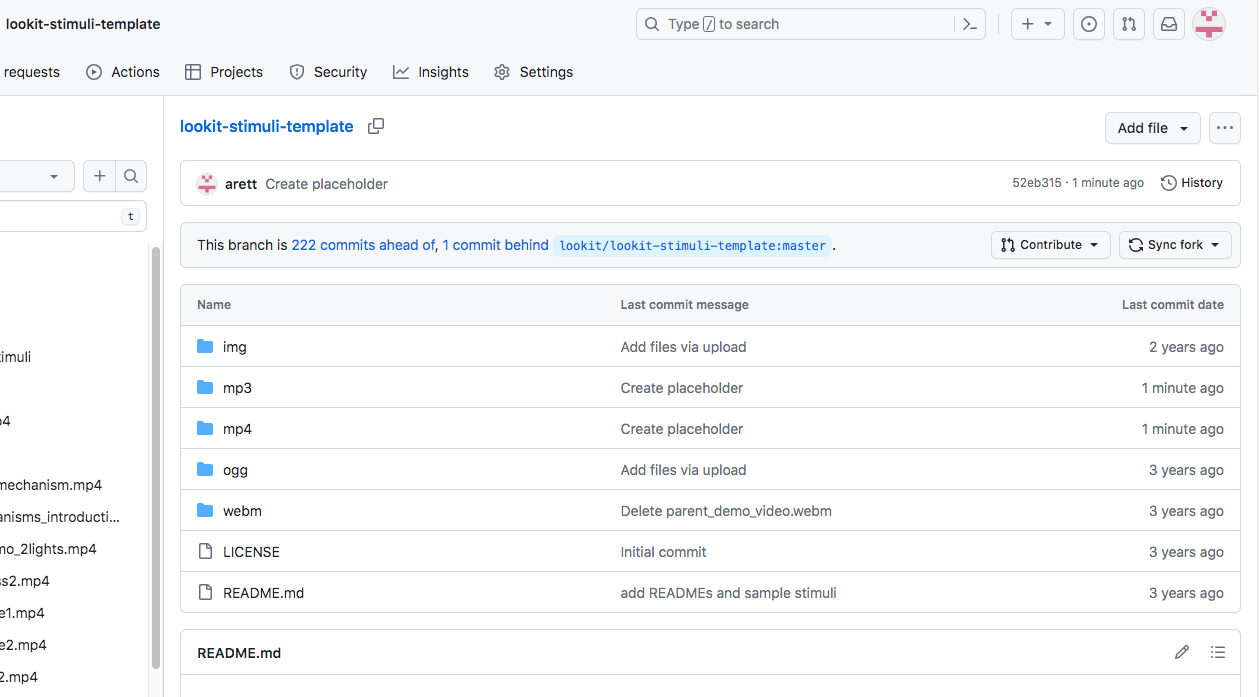 lookit-stimuli-template
Type / to search
requests Actions Projects Security Insights Settings
lookit-stimuli-template
Add file
arett Create placeholder
52eb315 · 1 minute ago History
t
This branch is 222 commits ahead of, 1 commit behind lookit/lookit-stimuli-template:master .
Contribute Sync fork
Name Last commit message Last commit date
img Add files via upload 2 years ago
mp3 Create placeholder 1 minute ago
mp4 Create placeholder 1 minute ago
ogg Add files via upload 3 years ago
webm Delete parent_demo_video.webm 3 years ago
LICENSE Initial commit 3 years ago
README.md add READMEs and sample stimuli 3 years ago
README.md
imuli
p4
mechanism.mp4
anisms_introducti...
mo_2lights.mp4
ss2.mp4
e1.mp4
e2.mp4
2.mp4